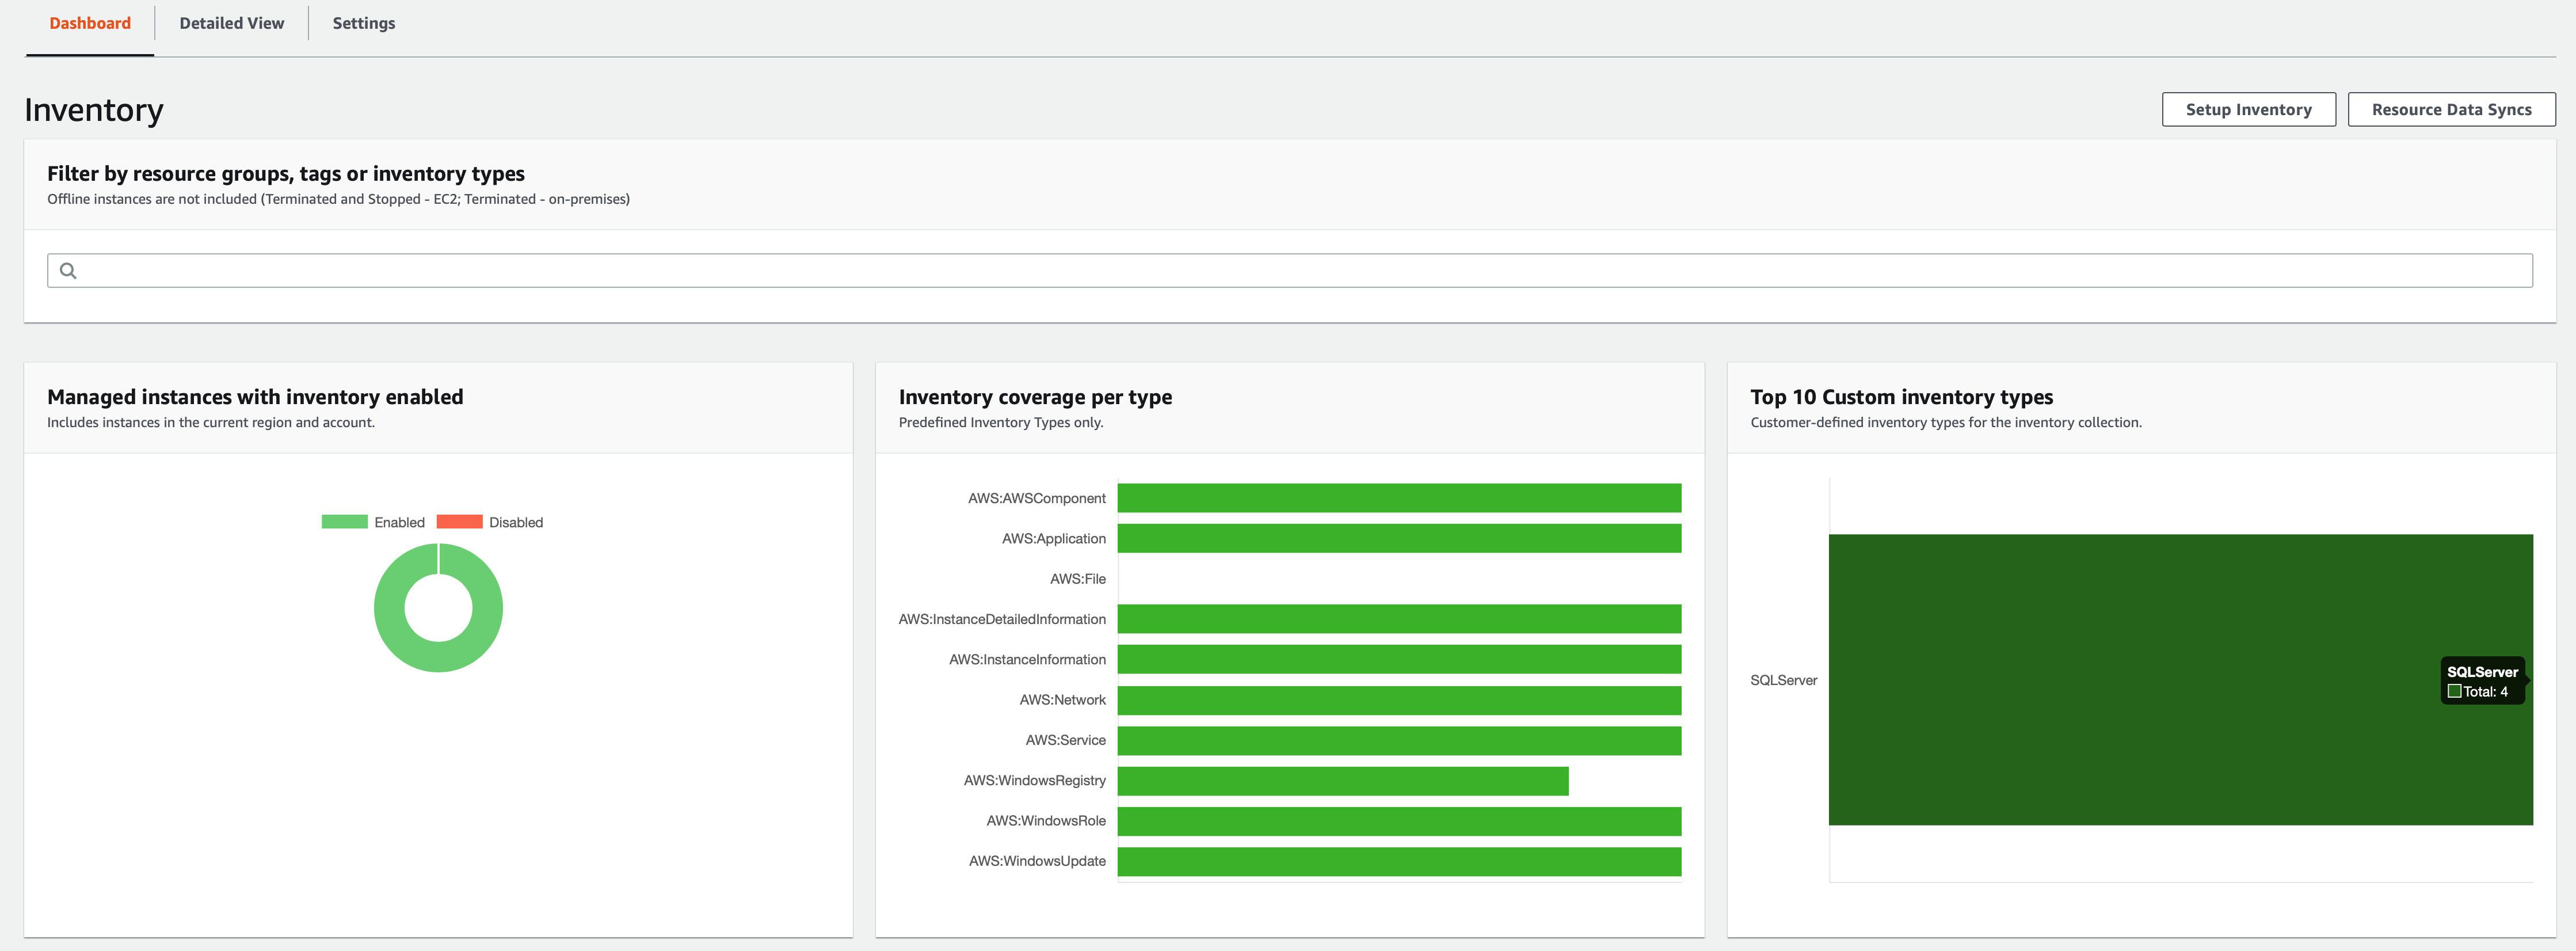 Dashboard
Detailed View
Settings
Inventory
Setup Inventory
Resource Data Syncs
Filter by resource groups, tags or inventory types
Offline instances are not included (Terminated and Stopped - EC2; Terminated - on-premises)
Managed instances with inventory enabled
Includes instances in the current region and account.
Enabled
Disabled
Inventory coverage per type
Predefined Inventory Types only.
AWS:AWSComponent
AWS:Application
AWS:File
AWS:InstanceDetailedInformation
AWS:InstanceInformation
AWS:Network
AWS:Service
AWS:WindowsRegistry
AWS:WindowsRole
AWS:WindowsUpdate
Top 10 Custom inventory types
Customer-defined inventory types for the inventory collection.
SQLServer
SQLServer
Total: 4